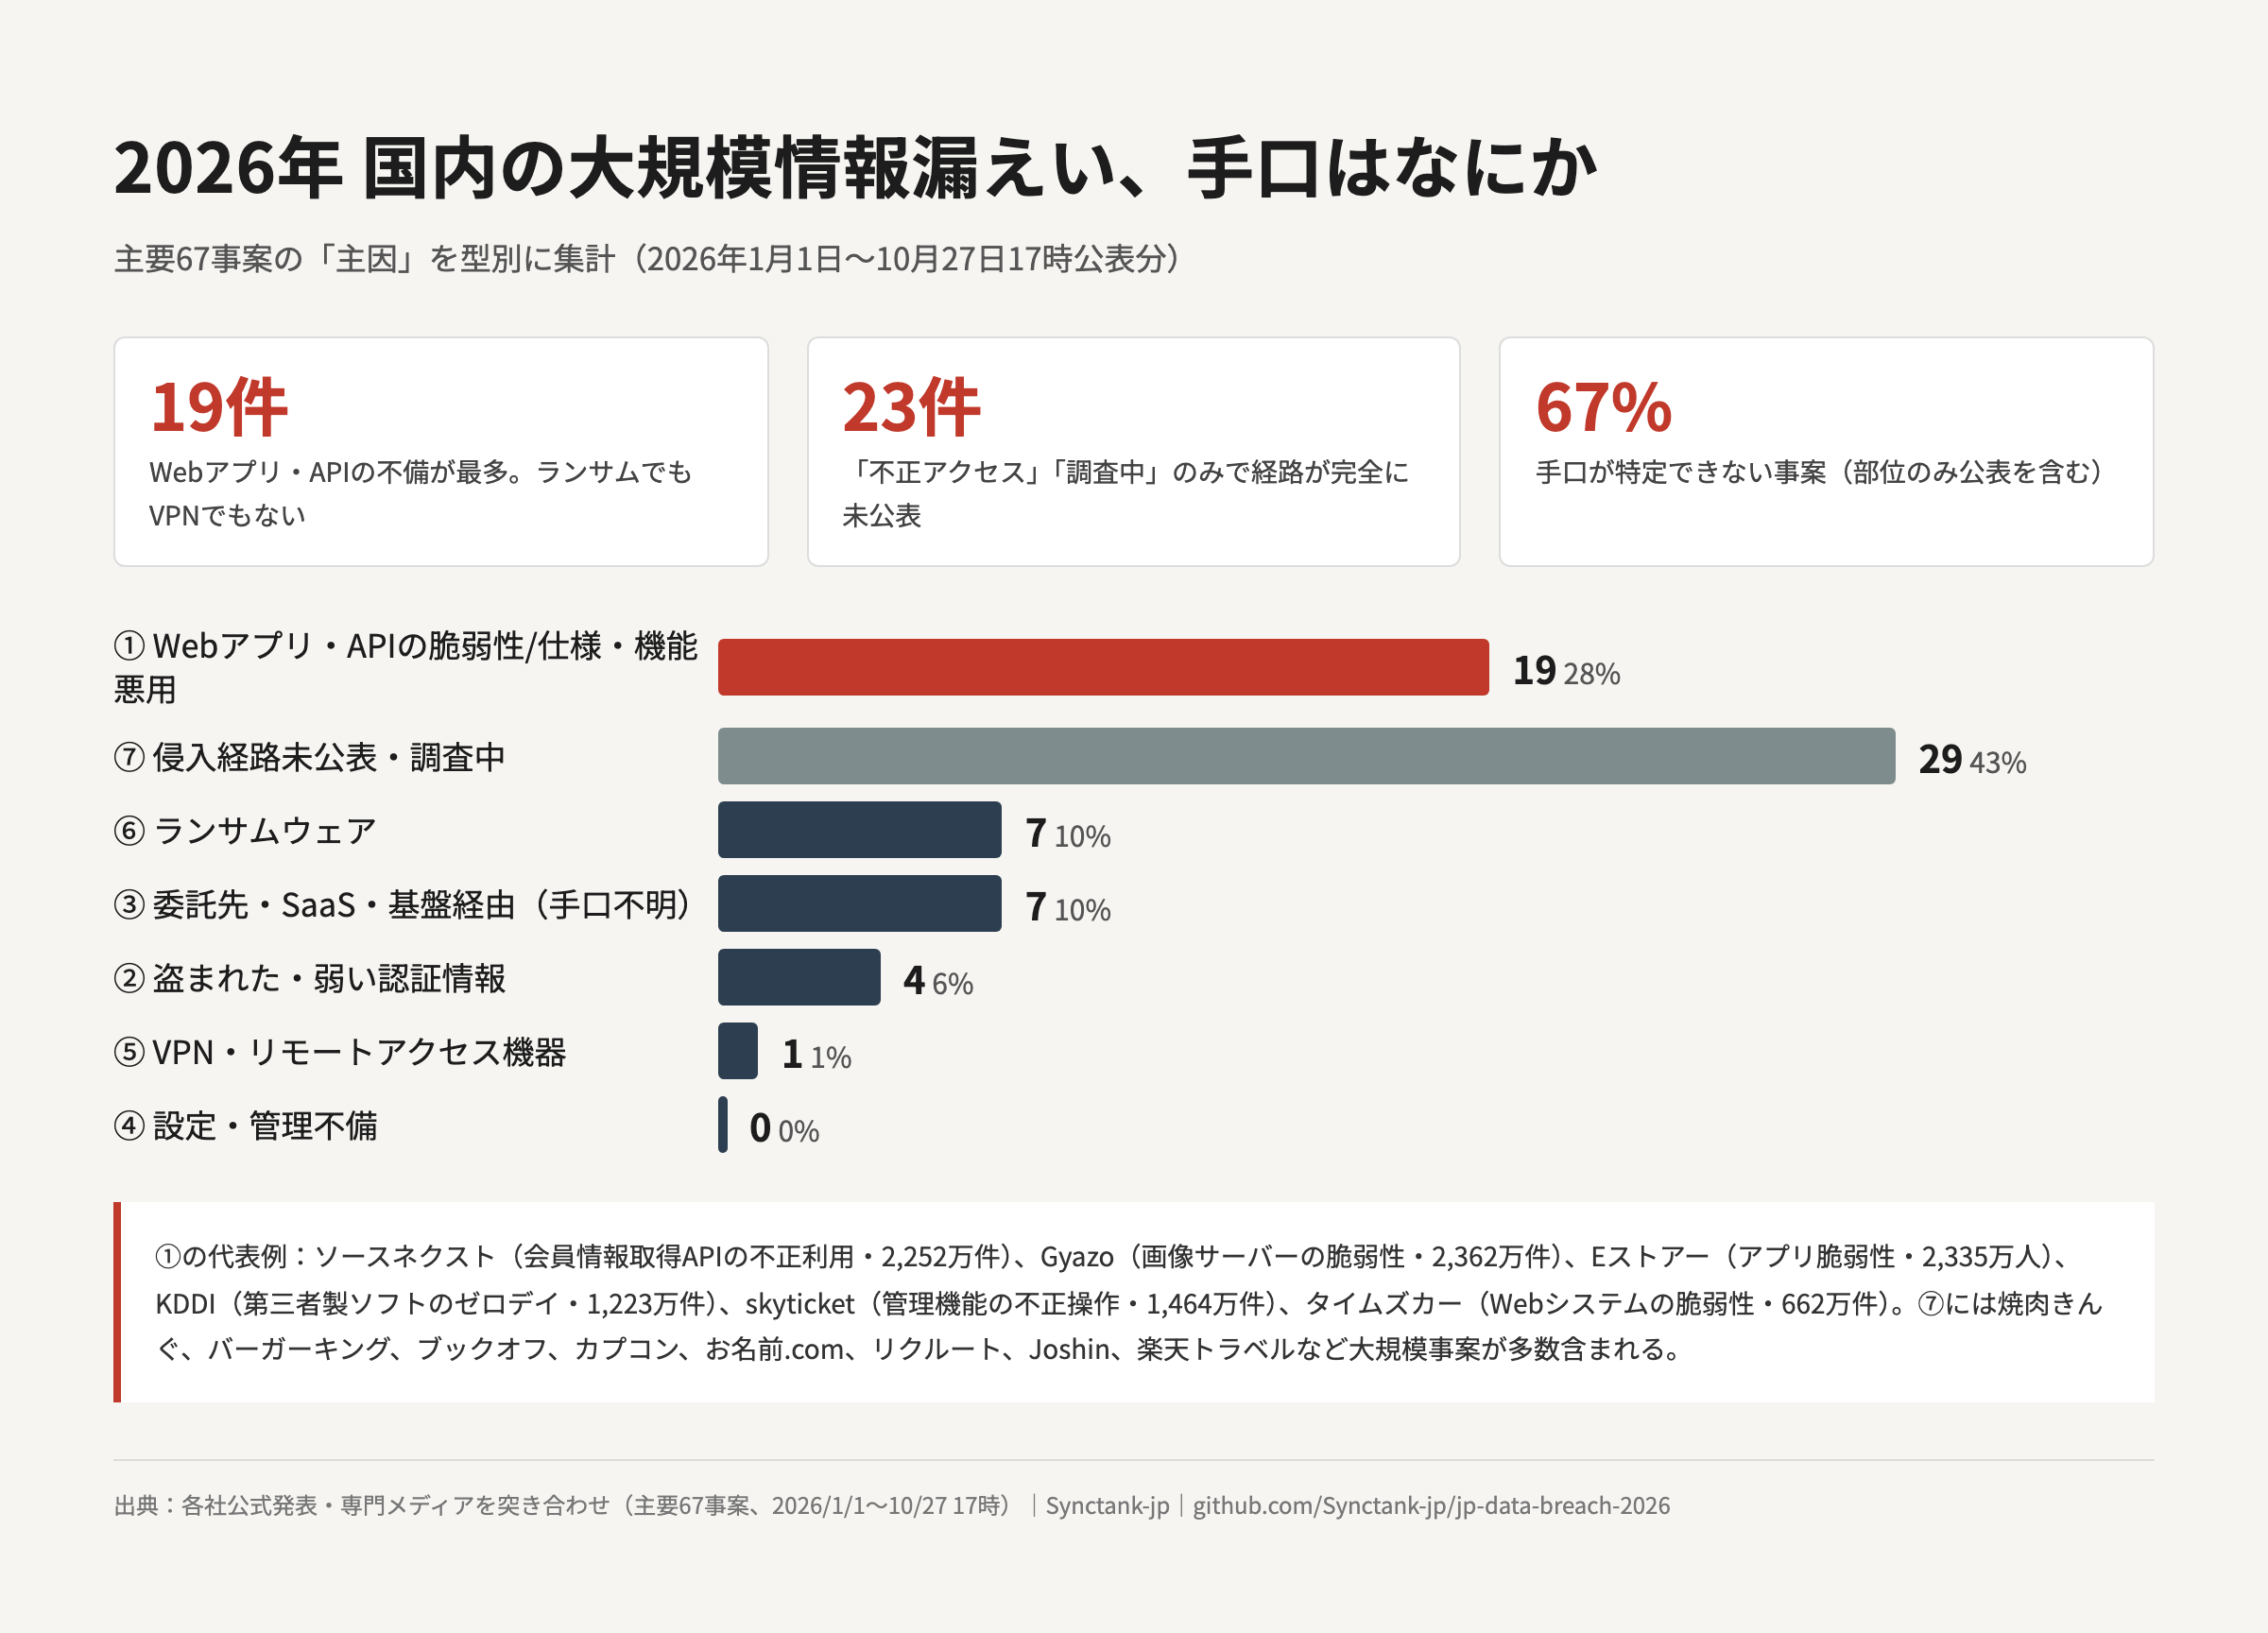 2026年 国内の大規模情報漏えい、手口はなにか
主要67事案の「主因」を型別に集計（2026年1月1日〜10月27日17時公表分）
19件
Webアプリ・APIの不備が最多。ランサムでも
VPNでもない
23件
「不正アクセス」「調査中」のみで経路が完全に
未公表
67%
手口が特定できない事案（部位のみ公表を含む）
① Webアプリ・APIの脆弱性/仕様・機能
悪用
19 28%
⑦ 侵入経路未公表・調査中
29 43%
⑥ ランサムウェア
7 10%
③ 委託先・SaaS・基盤経由（手口不明）
7 10%
② 盗まれた・弱い認証情報
4 6%
⑤ VPN・リモートアクセス機器
1 1%
④ 設定・管理不備
0 0%
①の代表例：ソースネクスト（会員情報取得APIの不正利用・2,252万件）、Gyazo（画像サーバーの脆弱性・2,362万件）、Eストアー（アプリ脆弱性・2,335万人）、
KDDI（第三者製ソフトのゼロデイ・1,223万件）、skyticket（管理機能の不正操作・1,464万件）、タイムズカー（Webシステムの脆弱性・662万件）。⑦には焼肉きん
ぐ、バーガーキング、ブックオフ、カプコン、お名前.com、リクルート、Joshin、楽天トラベルなど大規模事案が多数含まれる。
出典：各社公式発表・専門メディアを突き合わせ（主要67事案、2026/1/1〜10/27 17時）｜Synctank-jp｜github.com/Synctank-jp/jp-data-breach-2026